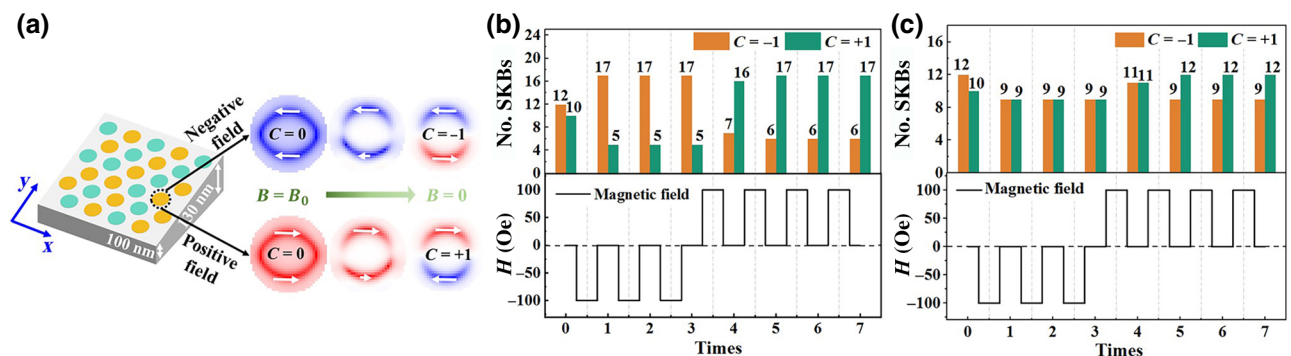 (a)
Negative
field
Positive
field
y
x
100 nm
130 nm
C = 0
C = –1
B = B0
B = 0
C = 0
C = +1
(b)
No. SKBs
24
20
16
12
8
4
0
C = –1
C = +1
12
10
17
5
17
5
17
5
7
16
6
17
6
17
6
17
Magnetic field
H (Oe)
100
50
0
–50
–100
0 1 2 3 4 5 6 7
Times
(c)
No. SKBs
16
12
8
4
0
C = –1
C = +1
12
10
9
9
9
9
9
9
11
11
9
12
9
12
9
12
Magnetic field
H (Oe)
100
50
0
–50
–100
0 1 2 3 4 5 6 7
Times